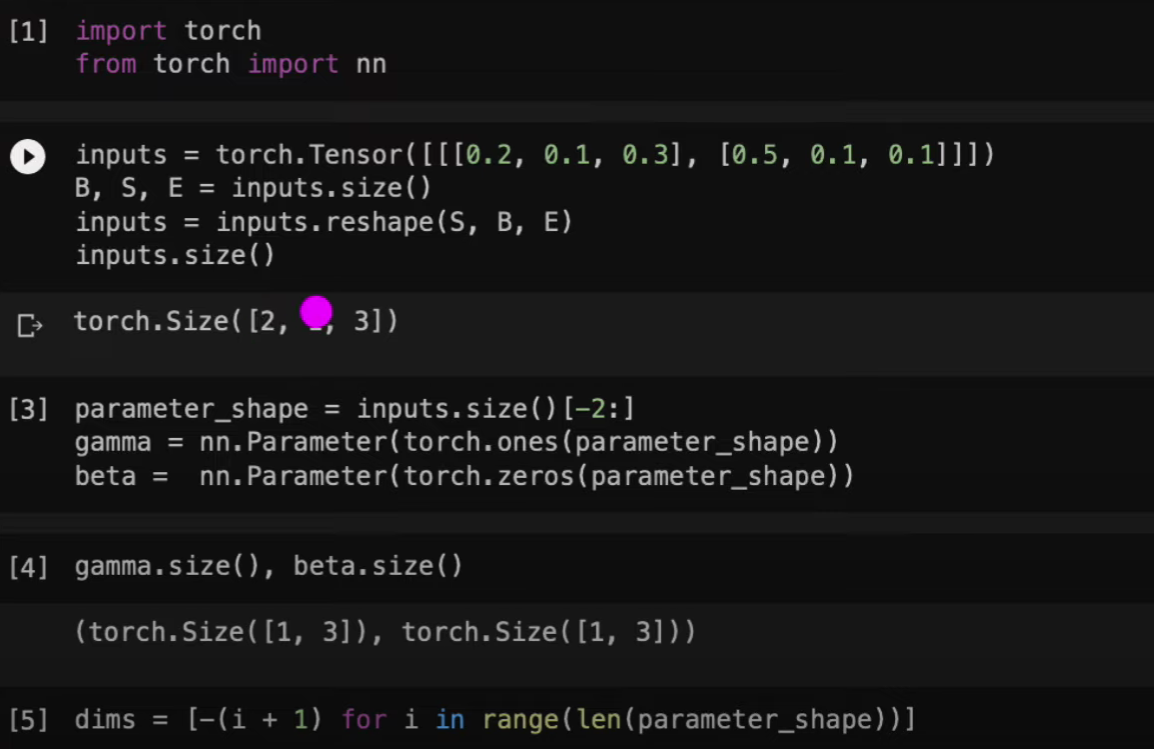 [1] import torch
from torch import nn
inputs = torch.Tensor([[[0.2, 0.1, 0.3], [0.5, 0.1, 0.1]]])
B, S, E = inputs.size()
inputs = inputs.reshape(S, B, E)
inputs.size()
torch.Size([2, , 3])
[3] parameter_shape = inputs.size()[-2:]
gamma = nn.Parameter(torch.ones(parameter_shape))
beta =  nn.Parameter(torch.zeros(parameter_shape))
[4] gamma.size(), beta.size()
(torch.Size([1, 3]), torch.Size([1, 3]))
[5] dims = [-(i + 1) for i in range(len(parameter_shape))]